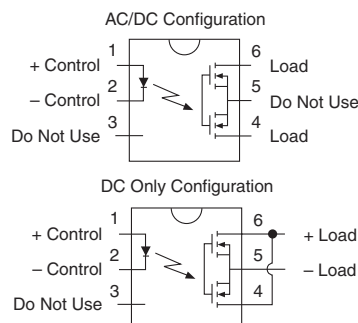 AC/DC Configuration
1
6
+ Control
Load
2
5
– Control
Do Not Use
3
4
Do Not Use
Load
DC Only Configuration
1
6
+ Control
+ Load
2
5
– Control
– Load
3
4
Do Not Use